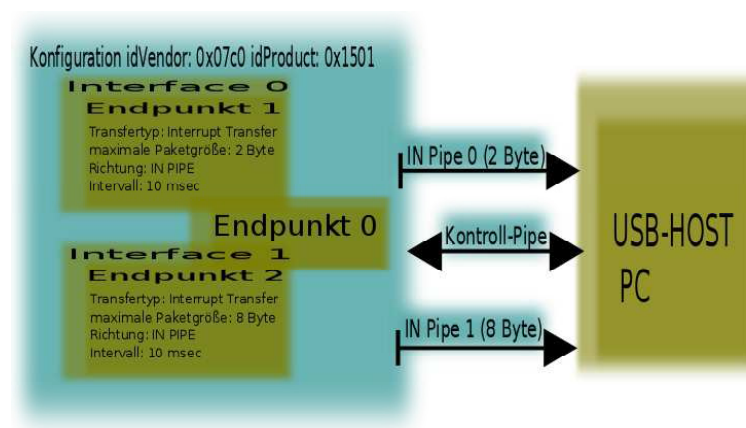 Konfiguration idVendor: 0x07c0 idProduct: 0x1501
Interface 0
Endpunkt 1
Transfertyp: Interrupt Transfer
maximale Paketgröße: 2 Byte
Richtung: IN PIPE
Intervall: 10 msec
Endpunkt 0
Interface 1
Endpunkt 2
Transfertyp: Interrupt Transfer
maximale Paketgröße: 8 Byte
Richtung: IN PIPE
Intervall: 10 msec
IN Pipe 0 (2 Byte)
Kontroll-Pipe
IN Pipe 1 (8 Byte)
USB-HOST
PC